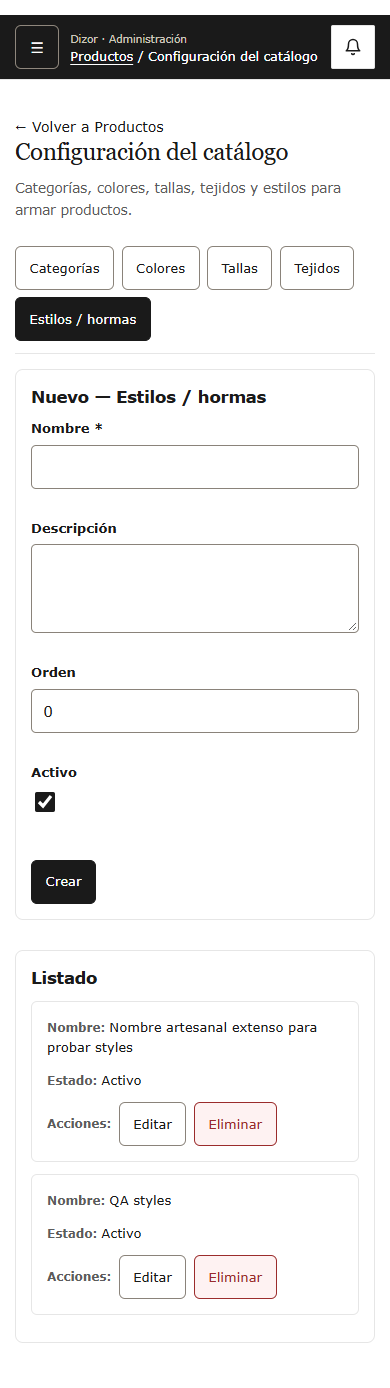 Dizor · Administración
Productos / Configuración del catálogo
← Volver a Productos
Configuración del catálogo
Categorías, colores, tallas, tejidos y estilos para
armar productos.
Categorías
Colores
Tallas
Tejidos
Estilos / hormas
Nuevo — Estilos / hormas
Nombre *
Descripción
Orden
0
Activo
Crear
Listado
Nombre: Nombre artesanal extenso para
probar styles
Estado: Activo
Acciones: Editar Eliminar
Nombre: QA styles
Estado: Activo
Acciones: Editar Eliminar